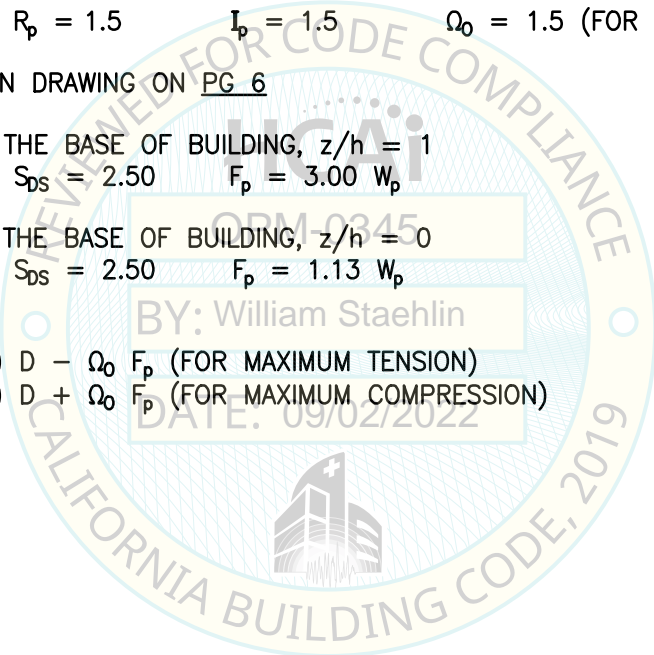 Rp = 1.5 Ip = 1.5 Ω0 = 1.5 (FOR
N DRAWING ON PG 6
THE BASE OF BUILDING, z/h = 1
SDS = 2.50 Fp = 3.00 Wp
THE BASE OF BUILDING, z/h = 0
SDS = 2.50 Fp = 1.13 Wp
) D − Ω0 Fp (FOR MAXIMUM TENSION)
) D + Ω0 Fp (FOR MAXIMUM COMPRESSION)
REVIEWED FOR CODE COMPLIANCE
HCAi
OPM-0345
BY: William Staehlin
DATE: 09/02/2022
CALIFORNIA BUILDING CODE, 2019